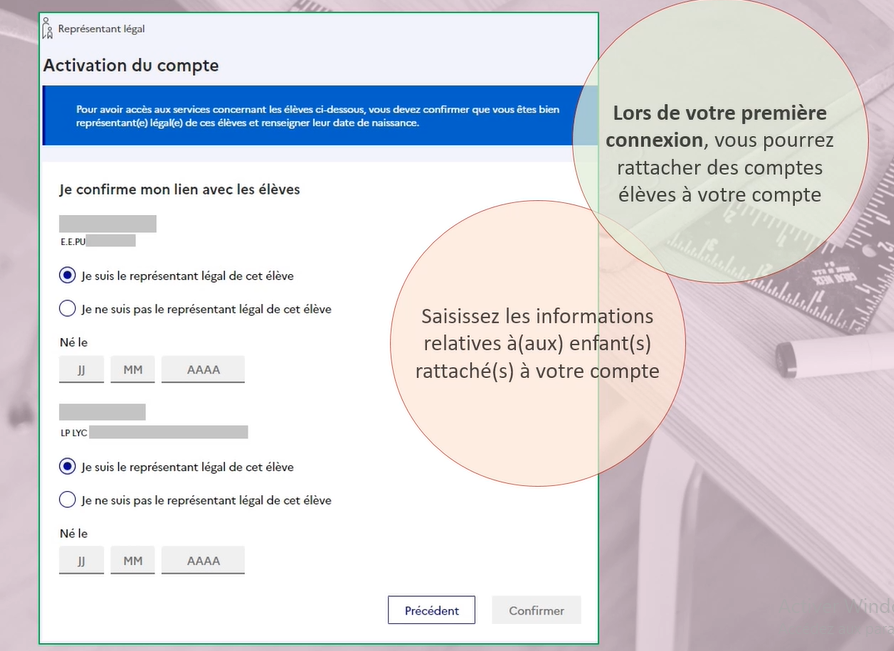 Représentant légal
Activation du compte
Pour avoir accès aux services concernant les élèves ci-dessous, vous devez confirmer que vous êtes bien
représentant(e) légal(e) de ces élèves et renseigner leur date de naissance.
Lors de votre première
connexion, vous pourrez
rattacher des comptes
élèves à votre compte
Je confirme mon lien avec les élèves
E.E.PU
Je suis le représentant légal de cet élève
Je ne suis pas le représentant légal de cet élève
Né le
JJ MM AAAA
Saisissez les informations
relatives à(aux) enfant(s)
rattaché(s) à votre compte
LP LYC
Je suis le représentant légal de cet élève
Je ne suis pas le représentant légal de cet élève
Né le
JJ MM AAAA
Précédent Confirmer